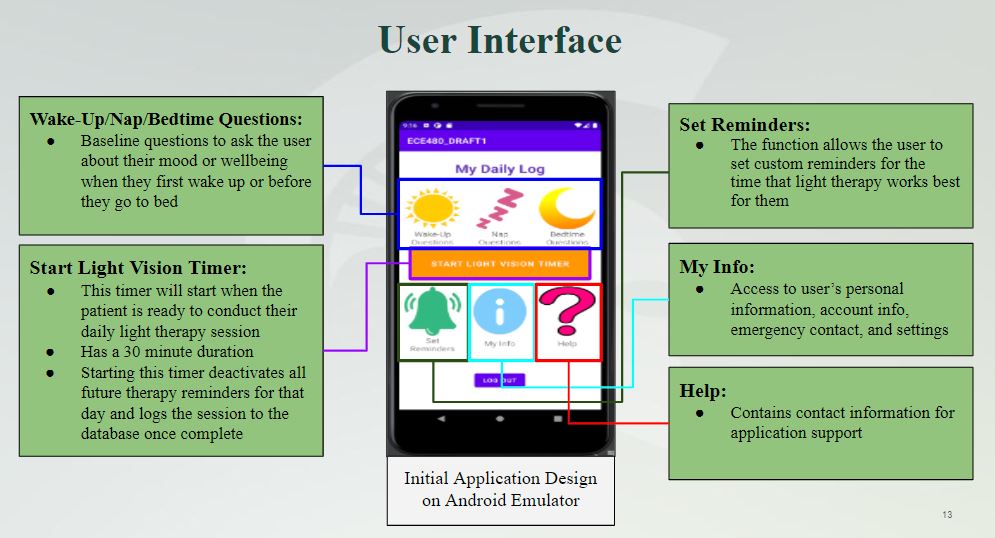 User Interface
Wake-Up/Nap/Bedtime Questions:
● Baseline questions to ask the user
about their mood or wellbeing
when they first wake up or before
they go to bed
Start Light Vision Timer:
● This timer will start when the
patient is ready to conduct their
daily light therapy session
● Has a 30 minute duration
● Starting this timer deactivates all
future therapy reminders for that
day and logs the session to the
database once complete
9:16
ECE480_DRAFT1
My Daily Log
Wake-Up
Questions
Nap
Questions
Bedtime
Questions
START LIGHT VISION TIMER
Set
Reminders
My Info
Help
LOG OUT
Initial Application Design
on Android Emulator
Set Reminders:
● The function allows the user to
set custom reminders for the
time that light therapy works best
for them
My Info:
● Access to user’s personal
information, account info,
emergency contact, and settings
Help:
● Contains contact information for
application support
13